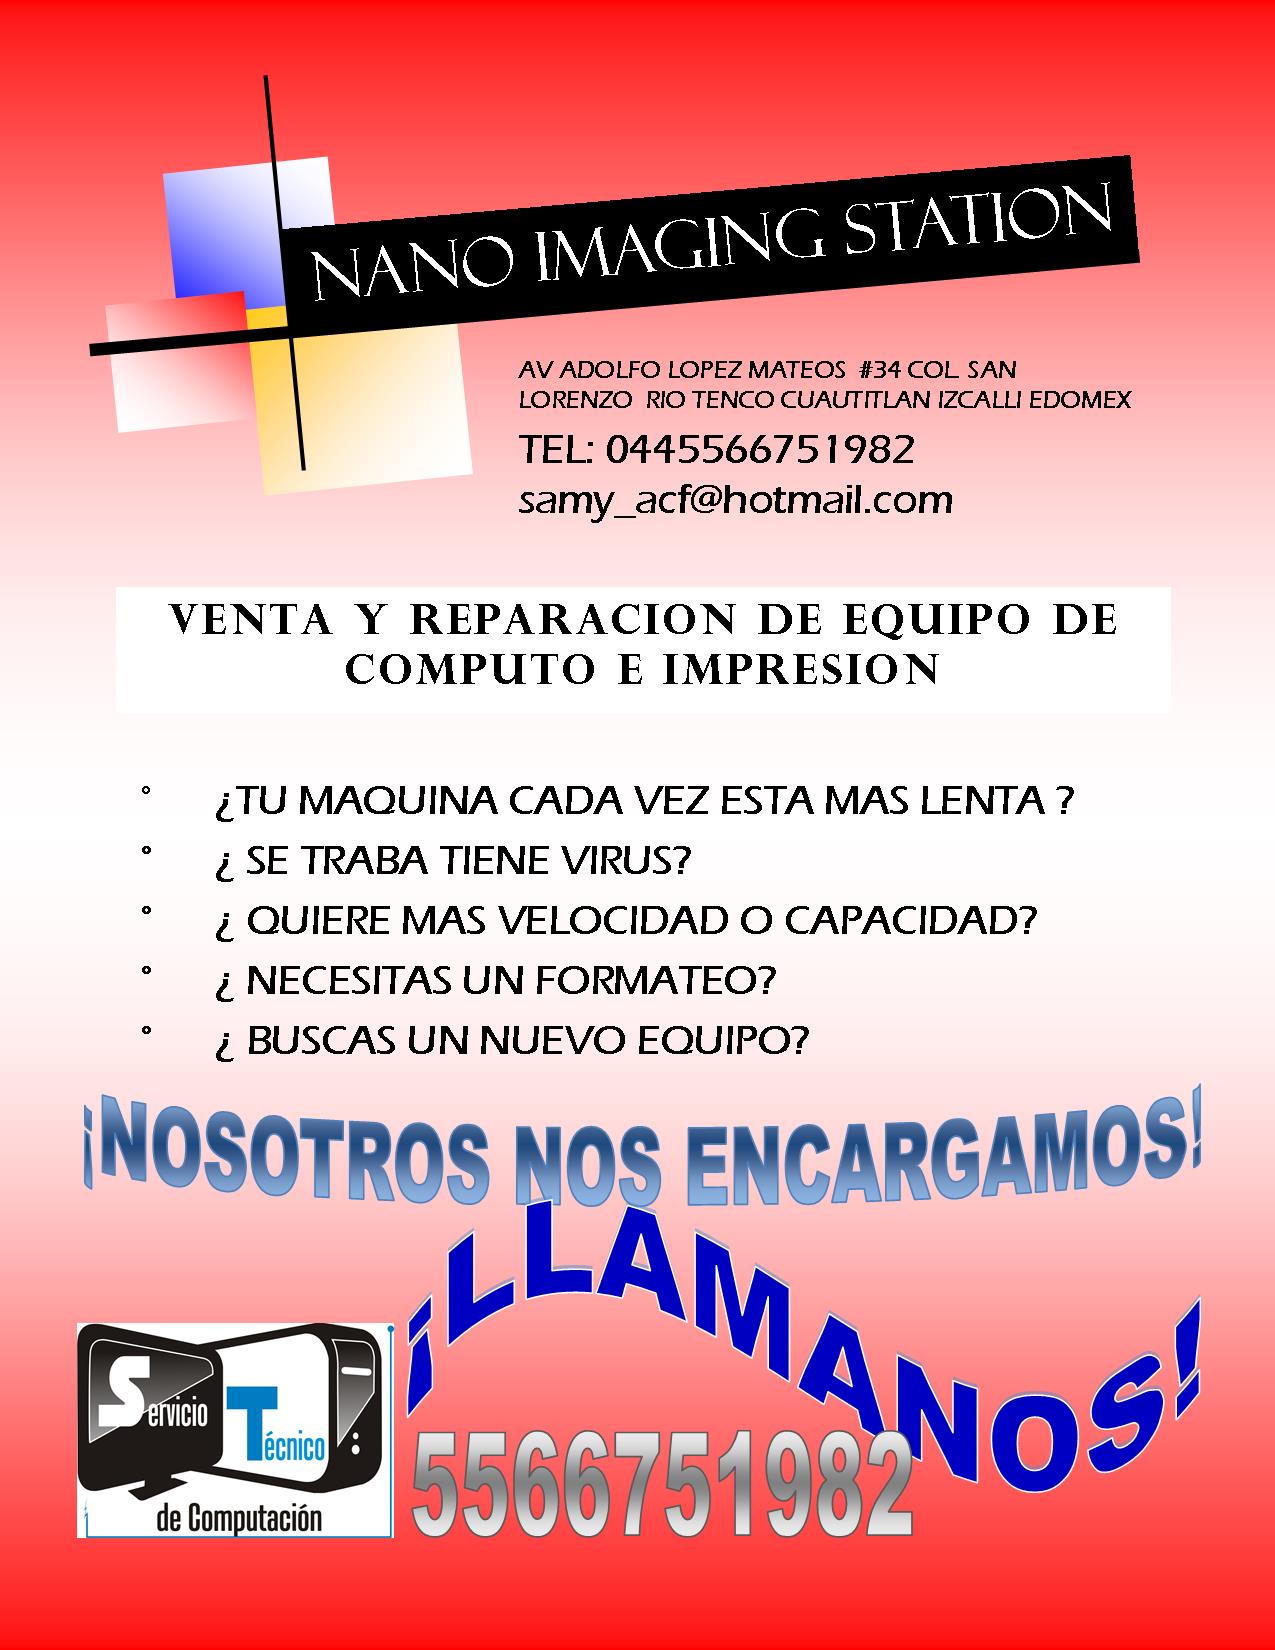 NANO IMAGING STATION
AV ADOLFO LOPEZ MATEOS #34 COL. SAN
LORENZO RIO TENCO CUAUTITLAN IZCALLI EDOMEX
TEL: 0445566751982
samy_acf@hotmail.com
VENTA Y REPARACION DE EQUIPO DE
COMPUTO E IMPRESION
° ¿TU MAQUINA CADA VEZ ESTA MAS LENTA ?
° ¿ SE TRABA TIENE VIRUS?
° ¿ QUIERE MAS VELOCIDAD O CAPACIDAD?
° ¿ NECESITAS UN FORMATEO?
° ¿ BUSCAS UN NUEVO EQUIPO?
¡NOSOTROS NOS ENCARGAMOS!
¡LLAMANOS!
5566751982
Servicio
Técnico
de Computación